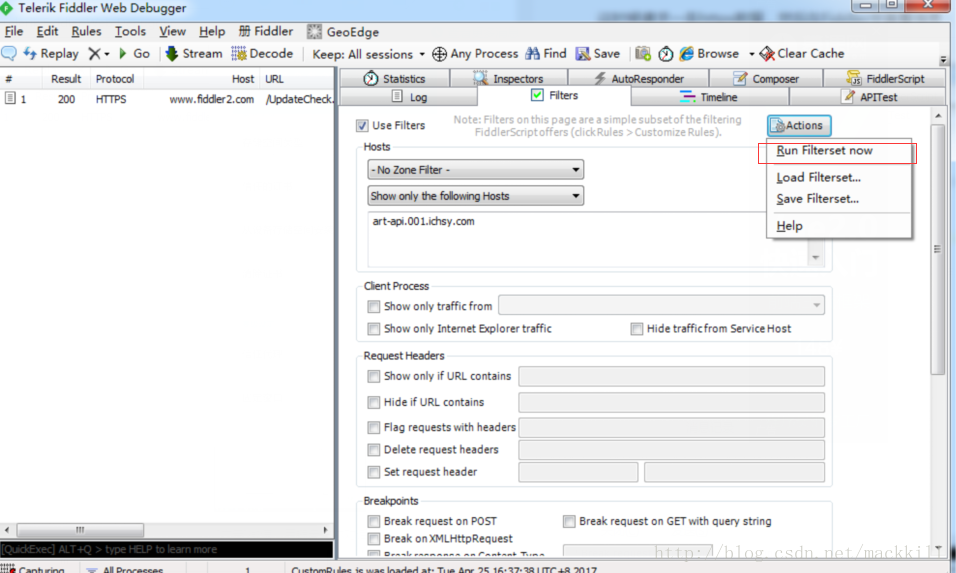 Telerik Fiddler Web Debugger
File Edit Rules Tools View Help Fiddler GeoEdge
Replay Go Stream Decode Keep: All sessions Any Process Find Save Browse Clear Cache
# Result Protocol Host URL
1 200 HTTPS www.fiddler2.com /UpdateCheck.
Statistics Inspectors AutoResponder Composer FiddlerScript
Log Filters Timeline APITest
Use Filters
Note: Filters on this page are a simple subset of the filtering
FiddlerScript offers (click Rules > Customize Rules).
Actions
Run Filterset now
Load Filterset...
Save Filterset...
Help
Hosts
- No Zone Filter -
Show only the following Hosts
art-api.001.ichsy.com
Client Process
Show only traffic from
Show only Internet Explorer traffic Hide traffic from Service Host
Request Headers
Show only if URL contains
Hide if URL contains
Flag requests with headers
Delete request headers
Set request header
Breakpoints
Break request on POST Break request on GET with query string
Break on XMLHttpRequest
Break response on Content-Type
[QuickExec] ALT+Q > type HELP to learn more
Capturing All Processes 1 CustomRules.js was loaded at: Tue Apr 25 16:37:38 UTC+8 2017